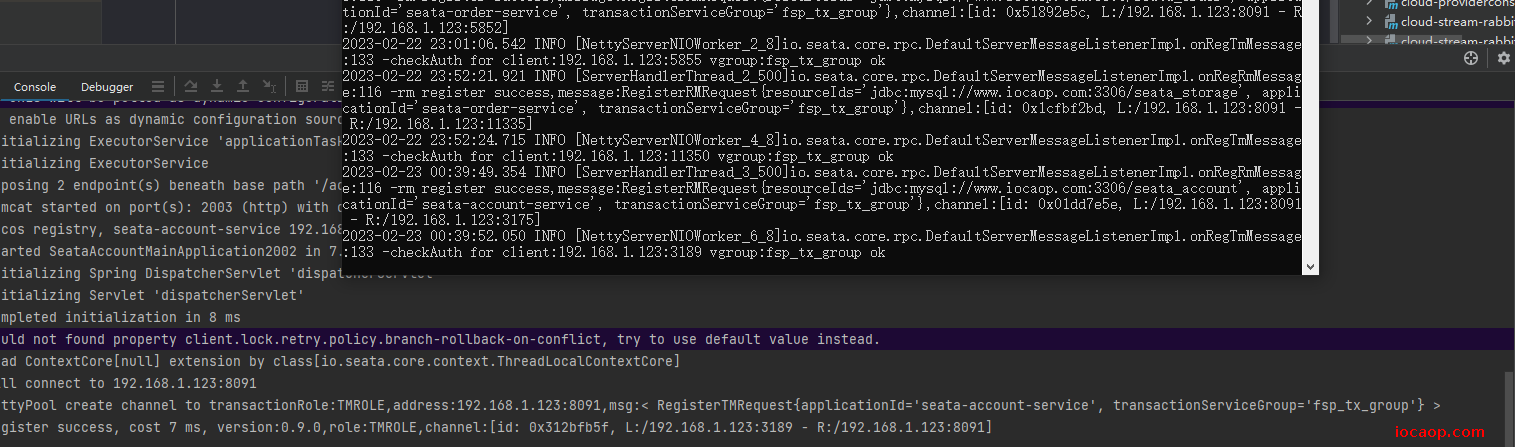 tionId='seata-order-service', transactionServiceGroup='fsp_tx_group'},channel:[id: 0x51892e5c, L:/192.168.1.123:8091 - R
:/192.168.1.123:5852]
2023-02-22 23:01:06.542 INFO [NettyServerNIOWorker_2_8]io.seata.core.rpc.DefaultServerMessageListenerImpl.onRegTmMessage
:133 -checkAuth for client:192.168.1.123:5855 vgroup:fsp_tx_group ok
2023-02-22 23:52:21.921 INFO [ServerHandlerThread_2_500]io.seata.core.rpc.DefaultServerMessageListenerImpl.onRegRmMessag
e:116 -rm register success,message:RegisterRMRequest{resourceIds='jdbc:mysql://www.iocaop.com:3306/seata_storage', appli
cationId='seata-order-service', transactionServiceGroup='fsp_tx_group'},channel:[id: 0x1cfbf2bd, L:/192.168.1.123:8091 -
 R:/192.168.1.123:11335]
2023-02-22 23:52:24.715 INFO [NettyServerNIOWorker_4_8]io.seata.core.rpc.DefaultServerMessageListenerImpl.onRegTmMessage
:133 -checkAuth for client:192.168.1.123:11350 vgroup:fsp_tx_group ok
2023-02-23 00:39:49.354 INFO [ServerHandlerThread_3_500]io.seata.core.rpc.DefaultServerMessageListenerImpl.onRegRmMessag
e:116 -rm register success,message:RegisterRMRequest{resourceIds='jdbc:mysql://www.iocaop.com:3306/seata_account', appli
cationId='seata-account-service', transactionServiceGroup='fsp_tx_group'},channel:[id: 0x01dd7e5e, L:/192.168.1.123:8091
 - R:/192.168.1.123:3175]
2023-02-23 00:39:52.050 INFO [NettyServerNIOWorker_6_8]io.seata.core.rpc.DefaultServerMessageListenerImpl.onRegTmMessage
:133 -checkAuth for client:192.168.1.123:3189 vgroup:fsp_tx_group ok
cloud-providercons
cloud-stream-rabbit
cloud-stream-rabbit
Console Debugger
enable URLs as dynamic configuration sourc
itializing ExecutorService 'applicationTask
itializing ExecutorService
posing 2 endpoint(s) beneath base path '/ac
mcat started on port(s): 2003 (http) with c
cos registry, seata-account-service 192.168
arted SeataAccountMainApplication2002 in 7.
itializing Spring DispatcherServlet 'dispatcherServlet'
itializing Servlet 'dispatcherServlet'
mpleted initialization in 8 ms
uld not found property client.lock.retry.policy.branch-rollback-on-conflict, try to use default value instead.
ad ContextCore[null] extension by class[io.seata.core.context.ThreadLocalContextCore]
ll connect to 192.168.1.123:8091
ttyPool create channel to transactionRole:TMROLE,address:192.168.1.123:8091,msg:< RegisterTMRequest{applicationId='seata-account-service', transactionServiceGroup='fsp_tx_group'} >
gister success, cost 7 ms, version:0.9.0,role:TMROLE,channel:[id: 0x312bfb5f, L:/192.168.1.123:3189 - R:/192.168.1.123:8091]
iocaop.com